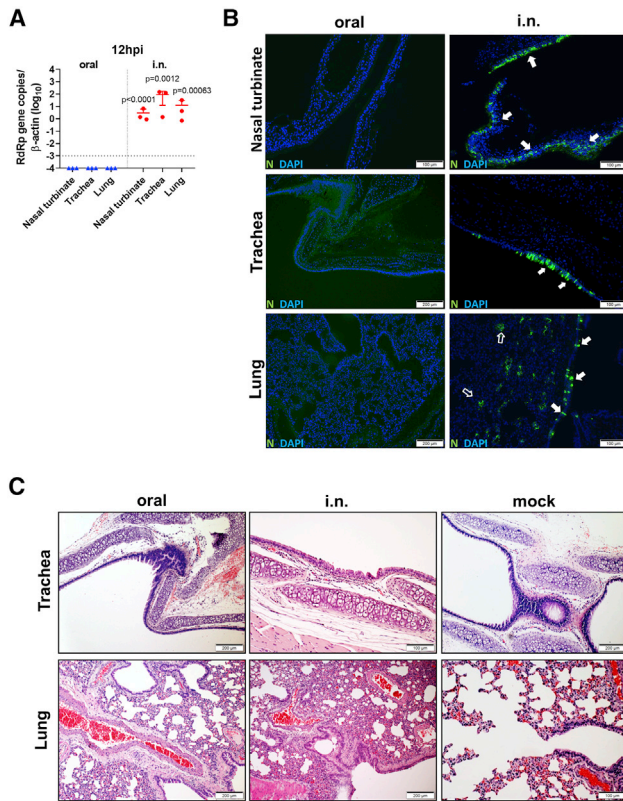 A
12hpi
oral i.n.
RdRp gene copies/
β-actin (log10)
4
3
2
1
0
-1
-2
-3
-4
p<0.0001
p=0.0012
p=0.00063
Nasal turbinate
Trachea
Lung
Nasal turbinate
Trachea
Lung
B
oral i.n.
Nasal turbinate
N DAPI 100 µm
N DAPI 100 µm
Trachea
N DAPI 200 µm
N DAPI 100 µm
Lung
N DAPI 200 µm
N DAPI 100 µm
C
oral i.n. mock
Trachea
200 µm
100 µm
200 µm
Lung
200 µm
200 µm
100 µm